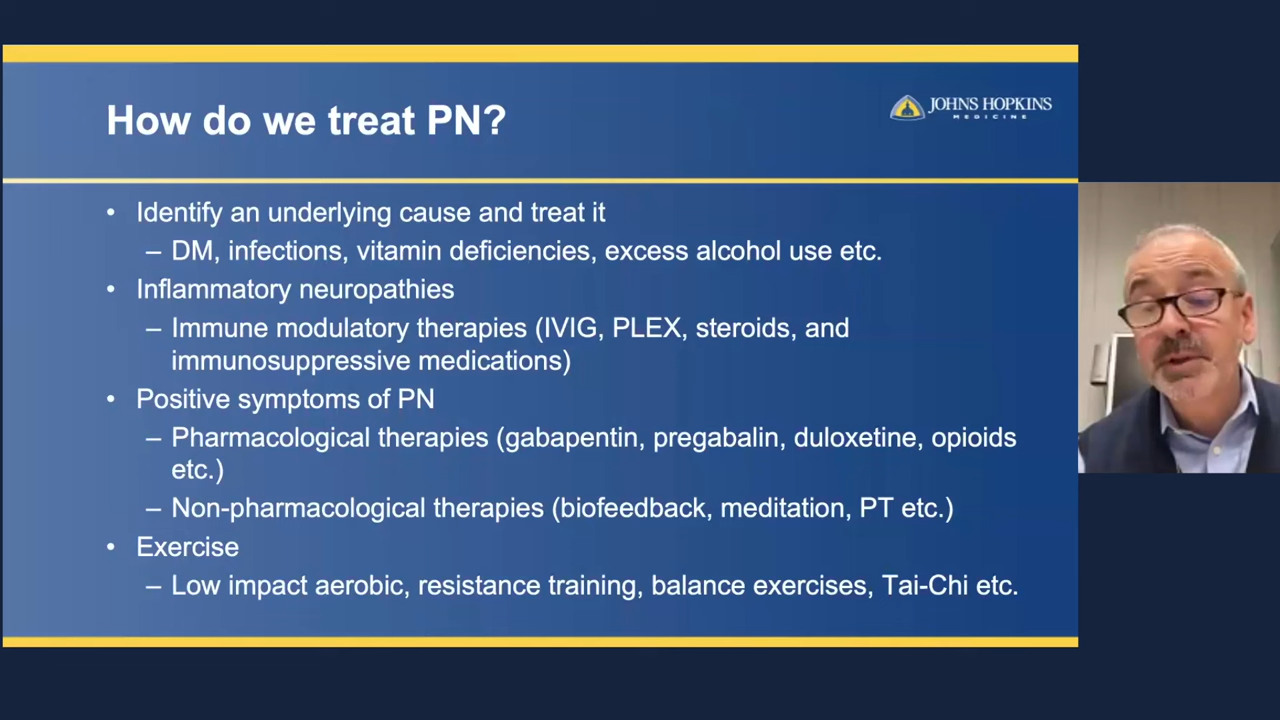 How do we treat PN?
JOHNS HOPKINS
MEDICINE
• Identify an underlying cause and treat it
– DM, infections, vitamin deficiencies, excess alcohol use etc.
• Inflammatory neuropathies
– Immune modulatory therapies (IVIG, PLEX, steroids, and
immunosuppressive medications)
• Positive symptoms of PN
– Pharmacological therapies (gabapentin, pregabalin, duloxetine, opioids
etc.)
– Non-pharmacological therapies (biofeedback, meditation, PT etc.)
• Exercise
– Low impact aerobic, resistance training, balance exercises, Tai-Chi etc.